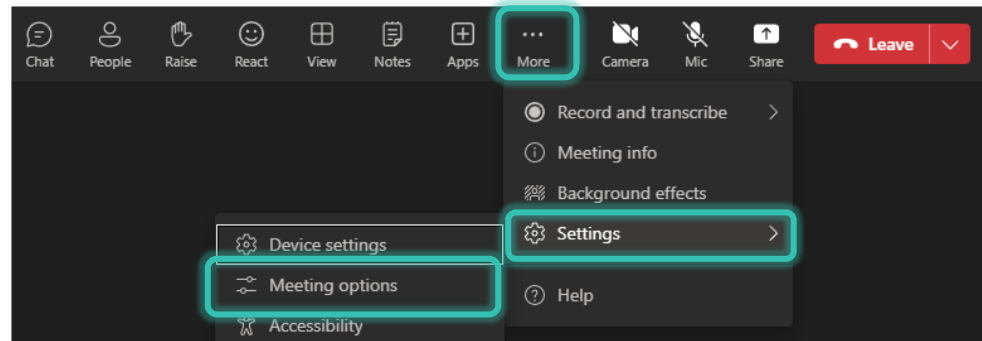 Chat People Raise React View Notes Apps More Camera Mic Share Leave
Record and transcribe
Meeting info
Background effects
Settings
Help
Device settings
Meeting options
Accessibility